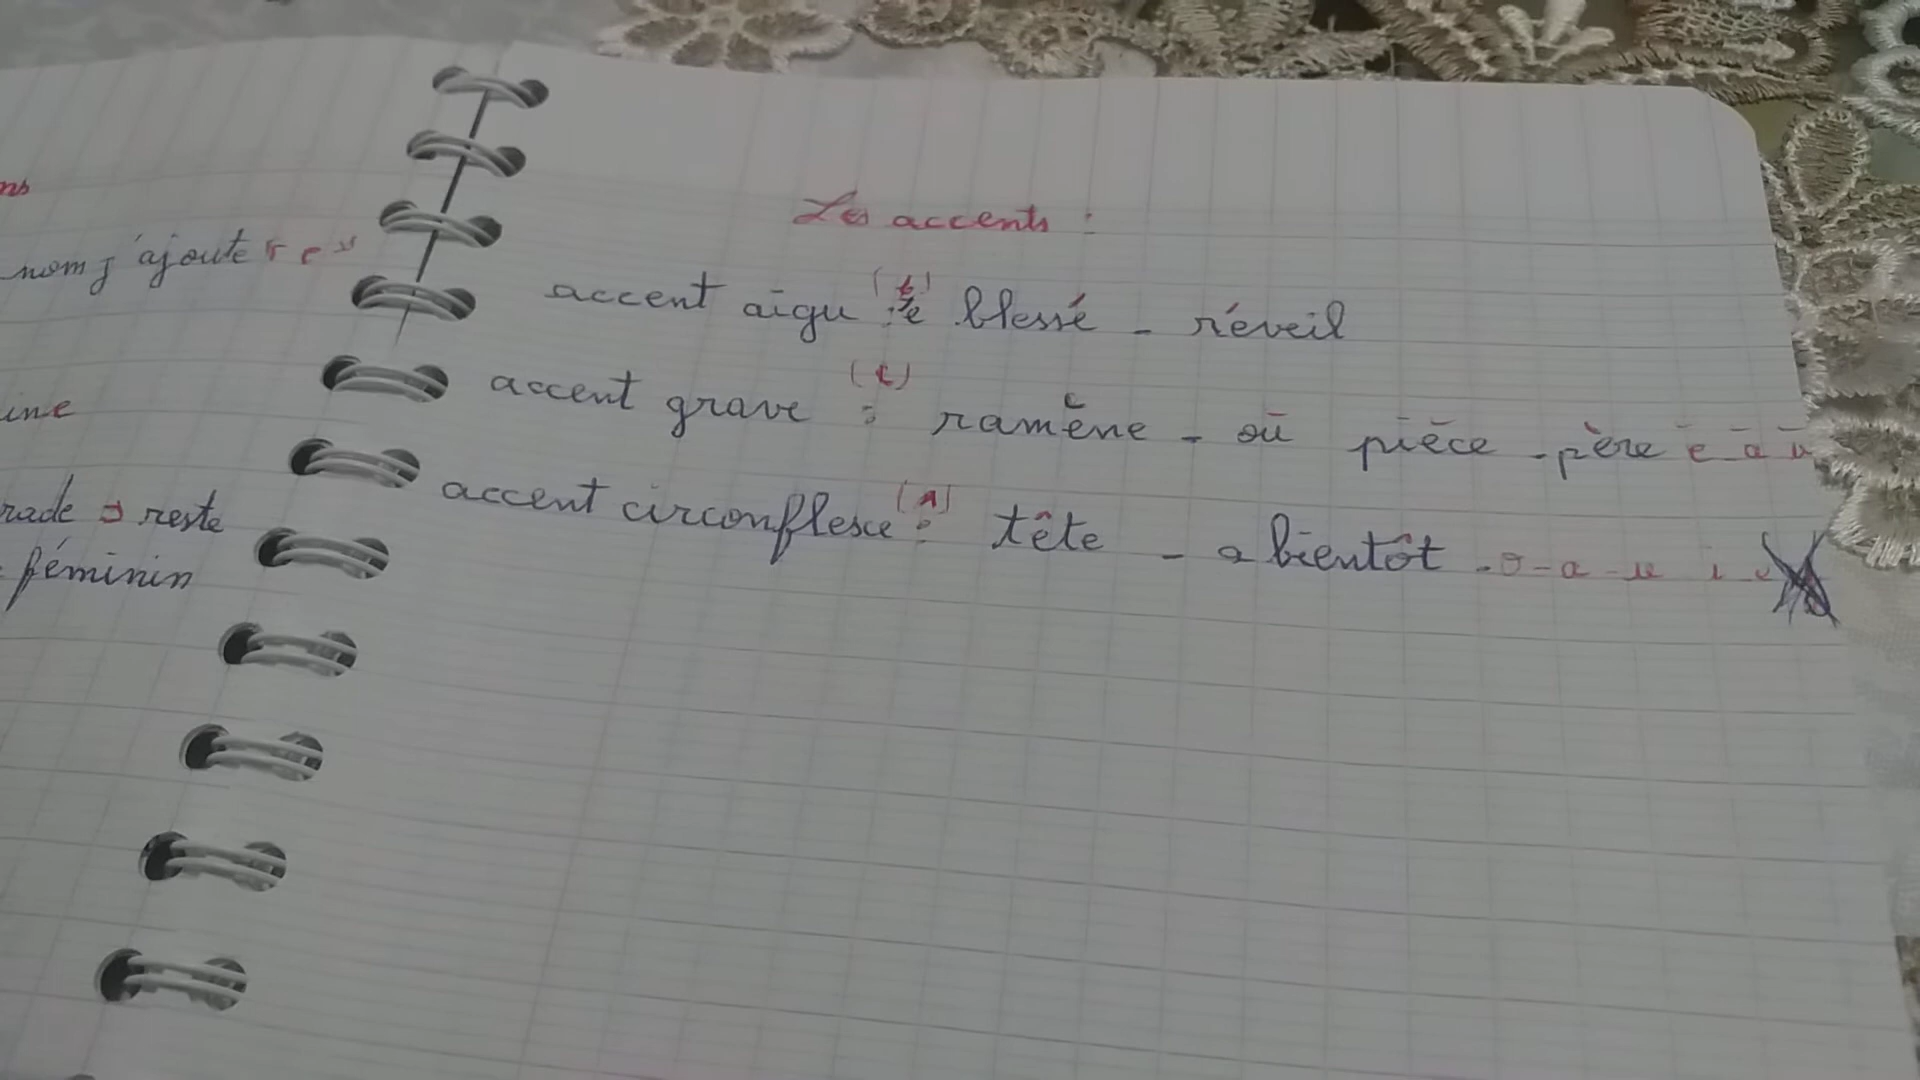 nom j'ajoute
ine
rade => reste
féminin
Les accents :
accent aigu : é blessé - réveil
accent grave : ramène - où pièce - père e a u
accent circonflesce : tête - a bientôt - o - a - u i e